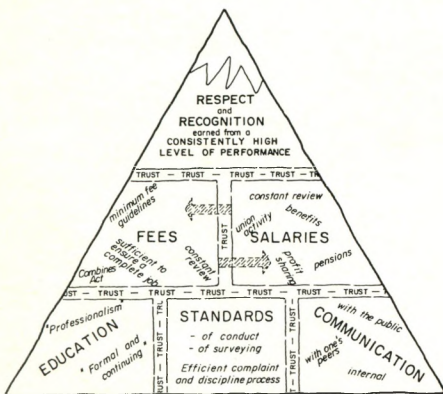 RESPECT
and
RECOGNITION
earned from a
CONSISTENTLY HIGH
LEVEL OF PERFORMANCE
TRUST - TRUST - TRUST - TRUST - TRUST - TR
minimum fee
guidelines
FEES
sufficient to
ensure a
complete job
Combines
Act
constant
review
TRUST
constant review
benefits
union
activity
SALARIES
profit
sharing
pensions
UST - TRUST - TRUST - TRUST - TRUST - TRUST - TRUST
"Professionalism"
EDUCATION
" Formal and
continuing "
TRUST - TRUST
STANDARDS
- of conduct
- of surveying
Efficient complaint
and discipline process
TRUST - TRUST
with the public
COMMUNICATION
with one's
peers
internal